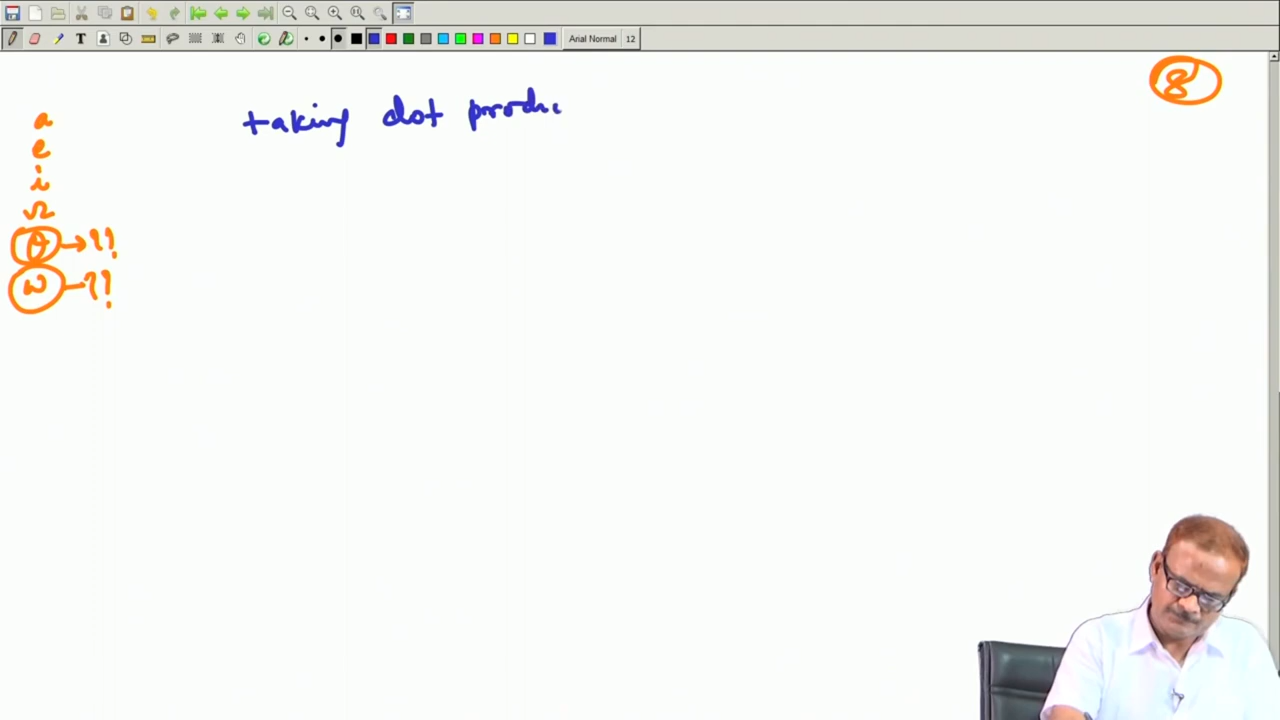 Arial Normal 12
8
taking dot produc
a
e
i
Ω
θ → ??
ω → ??